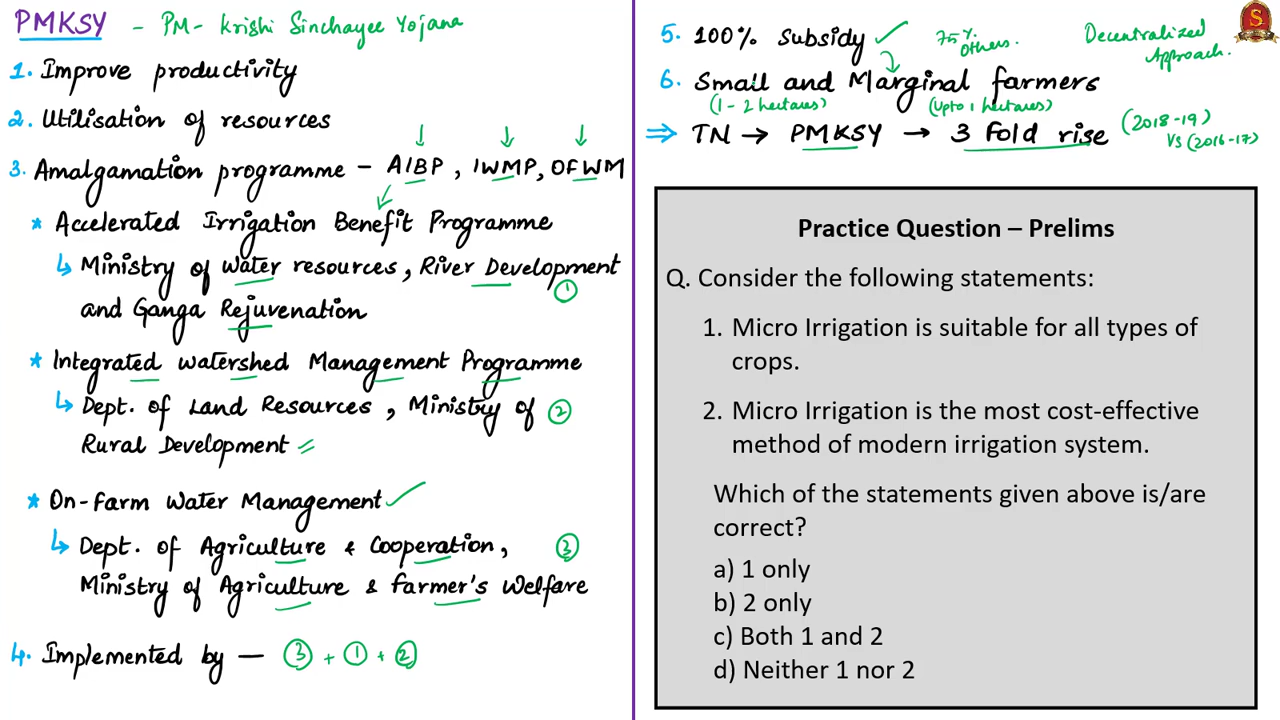 PMKSY - PM- Krishi Sinchayee Yojana
1. Improve productivity
2. Utilisation of resources
3. Amalgamation programme - AIBP, IWMP, OFWM
* Accelerated Irrigation Benefit Programme
↳ Ministry of water resources, River Development
①
and Ganga Rejuvenation
* Integrated watershed Management Programme
↳ Dept. of Land Resources, Ministry of ②
Rural Development
* On-farm Water Management ✓
↳ Dept. of Agriculture & Cooperation, ③
Ministry of Agriculture & farmer's Welfare
4. Implemented by — ③ + ① + ②
5. 100% Subsidy ✓ 75% Others.
Decentralized
Approach.
6. Small and Marginal farmers
(1 - 2 hectares) (Upto 1 hectares)
⇒ TN → PMKSY → 3 fold rise (2018-19)
Vs (2016-17)
S
Practice Question – Prelims
Q. Consider the following statements:
1. Micro Irrigation is suitable for all types of
crops.
2. Micro Irrigation is the most cost-effective
method of modern irrigation system.
Which of the statements given above is/are
correct?
a) 1 only
b) 2 only
c) Both 1 and 2
d) Neither 1 nor 2